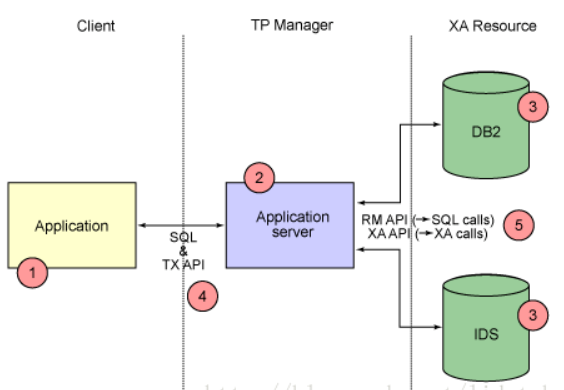 Client
TP Manager
XA Resource
3
DB2
2
Application
Application
server
RM API (→SQL calls)
XA API (→XA calls)
5
SQL
&
TX API
1
4
3
IDS